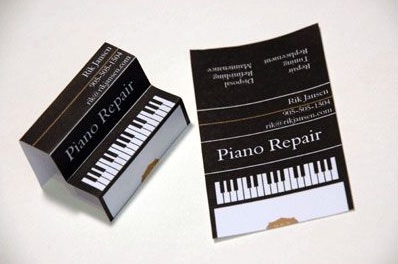 Rik Jansen
905-505-1504
rik@rikjansen.com
Piano Repair
Repair
Tuning
Replacement
Disposal
Refinishing
Maintenance
Rik Jansen
905-505-1504
rik@rikjansen.com
Piano Repair